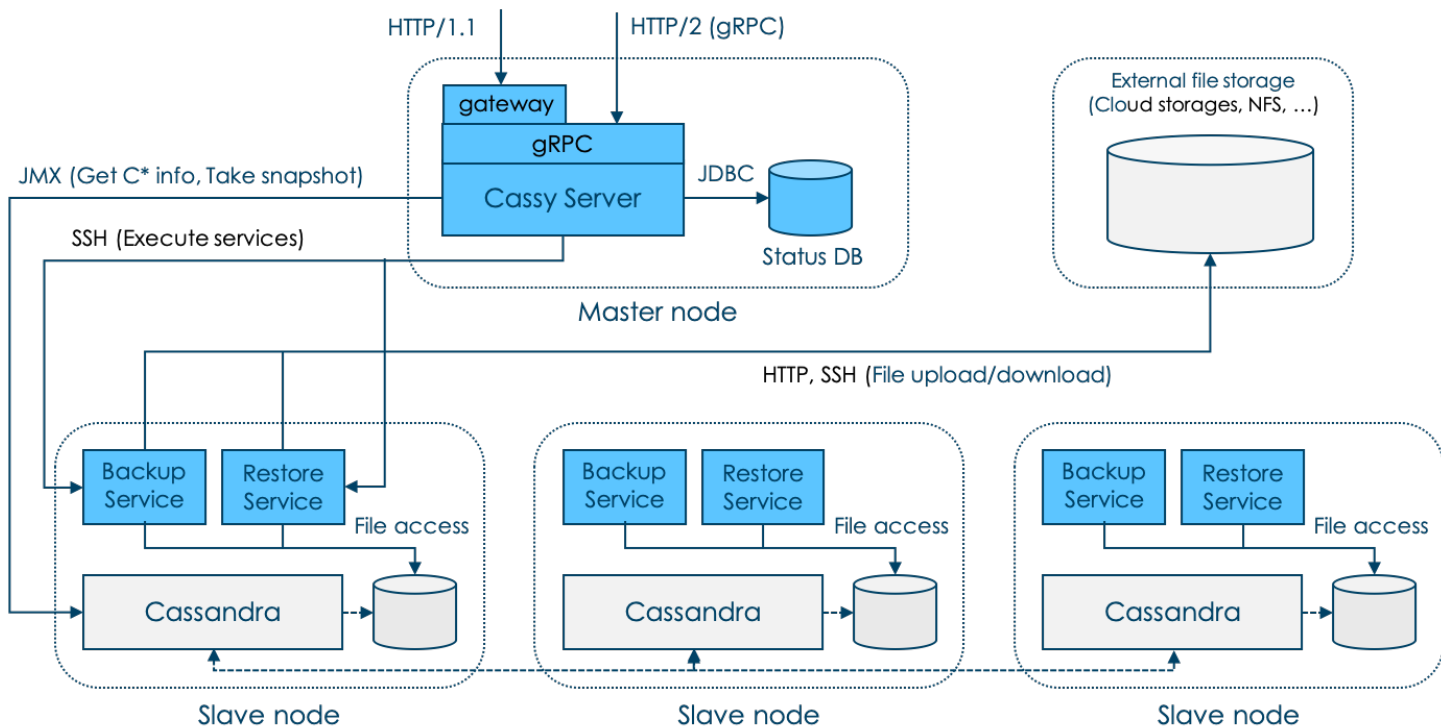 HTTP/1.1
HTTP/2 (gRPC)
External file storage
(Cloud storages, NFS, …)
gateway
gRPC
JMX (Get C* info, Take snapshot)
JDBC
Cassy Server
SSH (Execute services)
Status DB
Master node
HTTP, SSH (File upload/download)
Backup
Service
Restore
Service
File access
Cassandra
Slave node
Backup
Service
Restore
Service
File access
Cassandra
Slave node
Backup
Service
Restore
Service
File access
Cassandra
Slave node